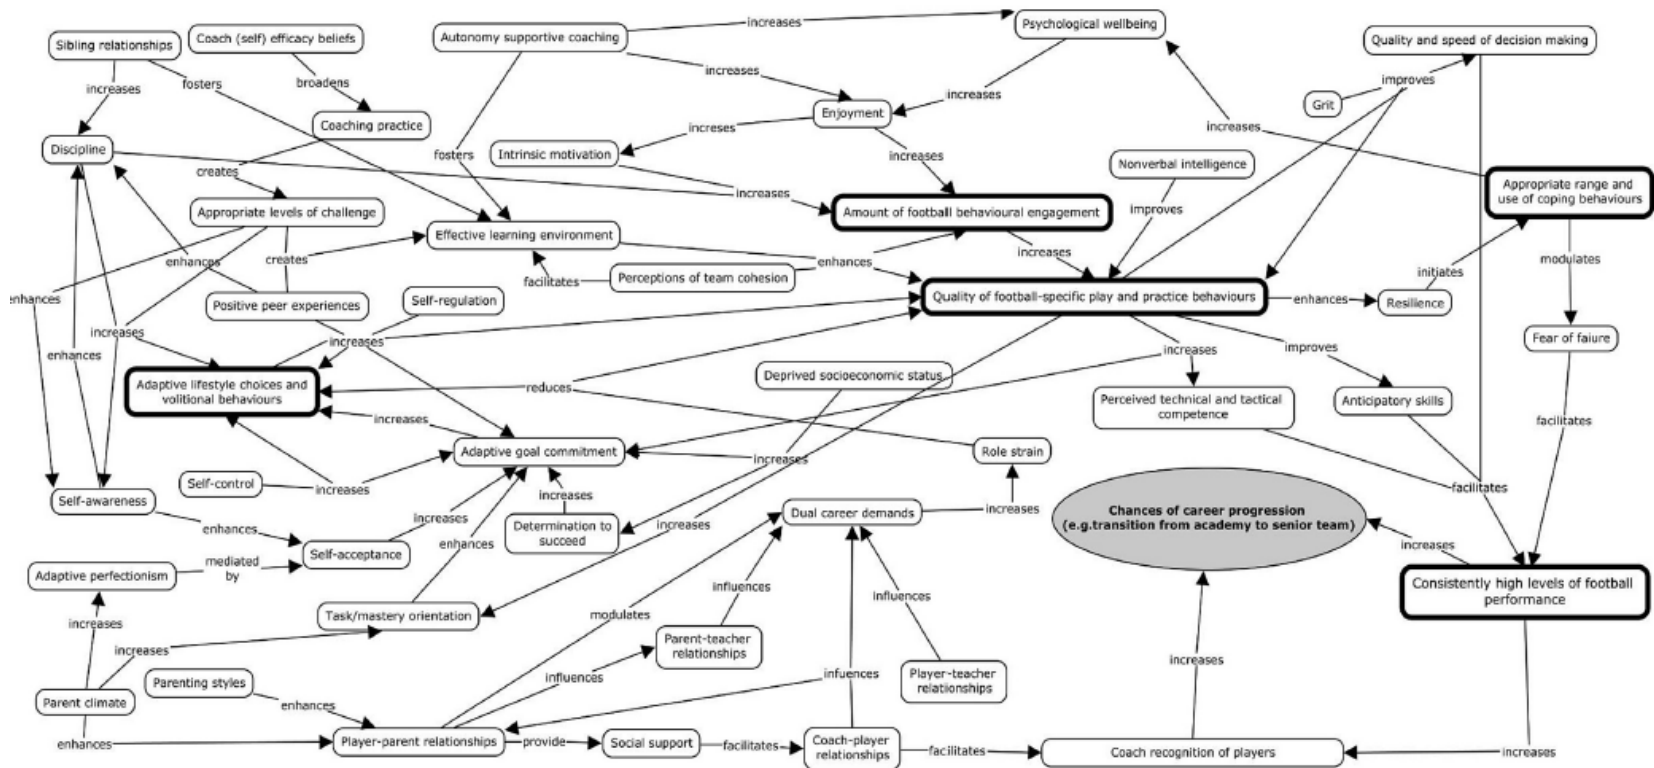 increases
Psychological wellbeing
Sibling relationships
Coach (self) efficacy beliefs
Autonomy supportive coaching
Quality and speed of decision making
increases
fosters
broadens
increases
increases
improves
Grit
Enjoyment
Coaching practice
increses
increases
Discipline
fosters
Intrinsic motivation
increases
Nonverbal intelligence
creates
increases
Appropriate range and
use of coping behaviours
Appropriate levels of challenge
Amount of football behavioural engagement
improves
Effective learning environment
increases
enhances
creates
enhances
modulates
facilitates
Perceptions of team cohesion
initiates
enhances
Positive peer experiences
Self-regulation
Quality of football-specific play and practice behaviours
enhances
Resilience
increases
increases
Fear of faiure
enhances
increases
improves
Adaptive lifestyle choices and
volitional behaviours
reduces
Deprived socioeconomic status
Perceived technical and tactical
competence
Anticipatory skills
increases
facilitates
Adaptive goal commitment
Role strain
increases
Self-control
increases
facilitates
Self-awareness
increases
Dual career demands
increases
Chances of career progression
(e.g.transition from academy to senior team)
increases
Determination to
succeed
enhances
increases
enhances
Self-acceptance
increases
mediated
by
Adaptive perfectionism
influences
influences
Consistently high levels of football
performance
modulates
Task/mastery orientation
increases
increases
Parent-teacher
relationships
increases
Player-teacher
relationships
Parenting styles
influences
infuences
Parent climate
enhances
enhances
Player-parent relationships
provide
Social support
facilitates
Coach-player
relationships
facilitates
Coach recognition of players
increases